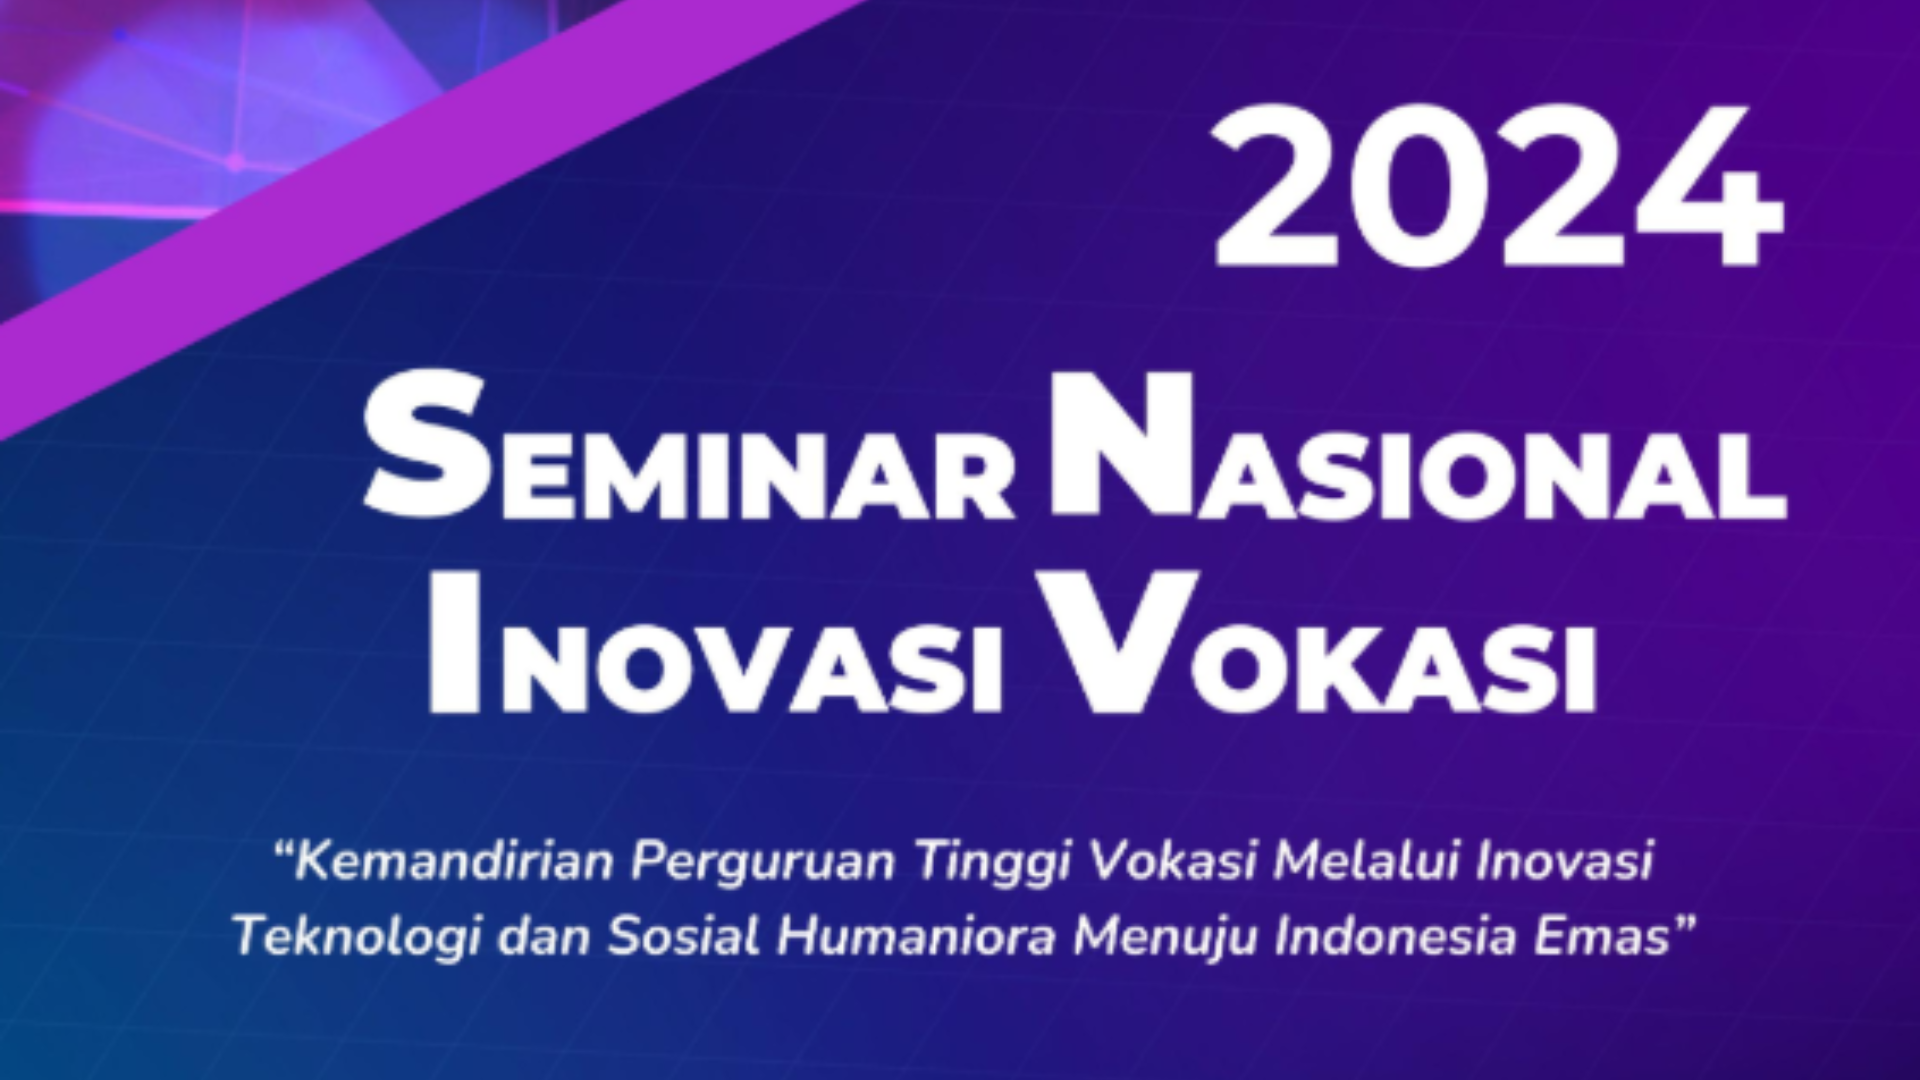 2024
SEMINAR NASIONAL
INOVASI VOKASI
“Kemandirian Perguruan Tinggi Vokasi Melalui Inovasi
Teknologi dan Sosial Humaniora Menuju Indonesia Emas”